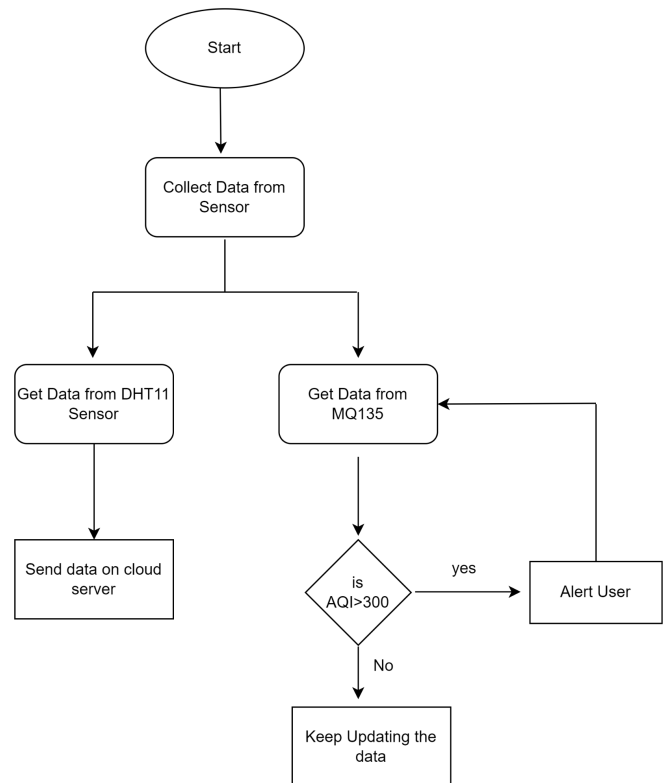 Start
Collect Data from
Sensor
Get Data from DHT11
Sensor
Get Data from
MQ135
Send data on cloud
server
is
AQI>300
yes
Alert User
No
Keep Updating the
data